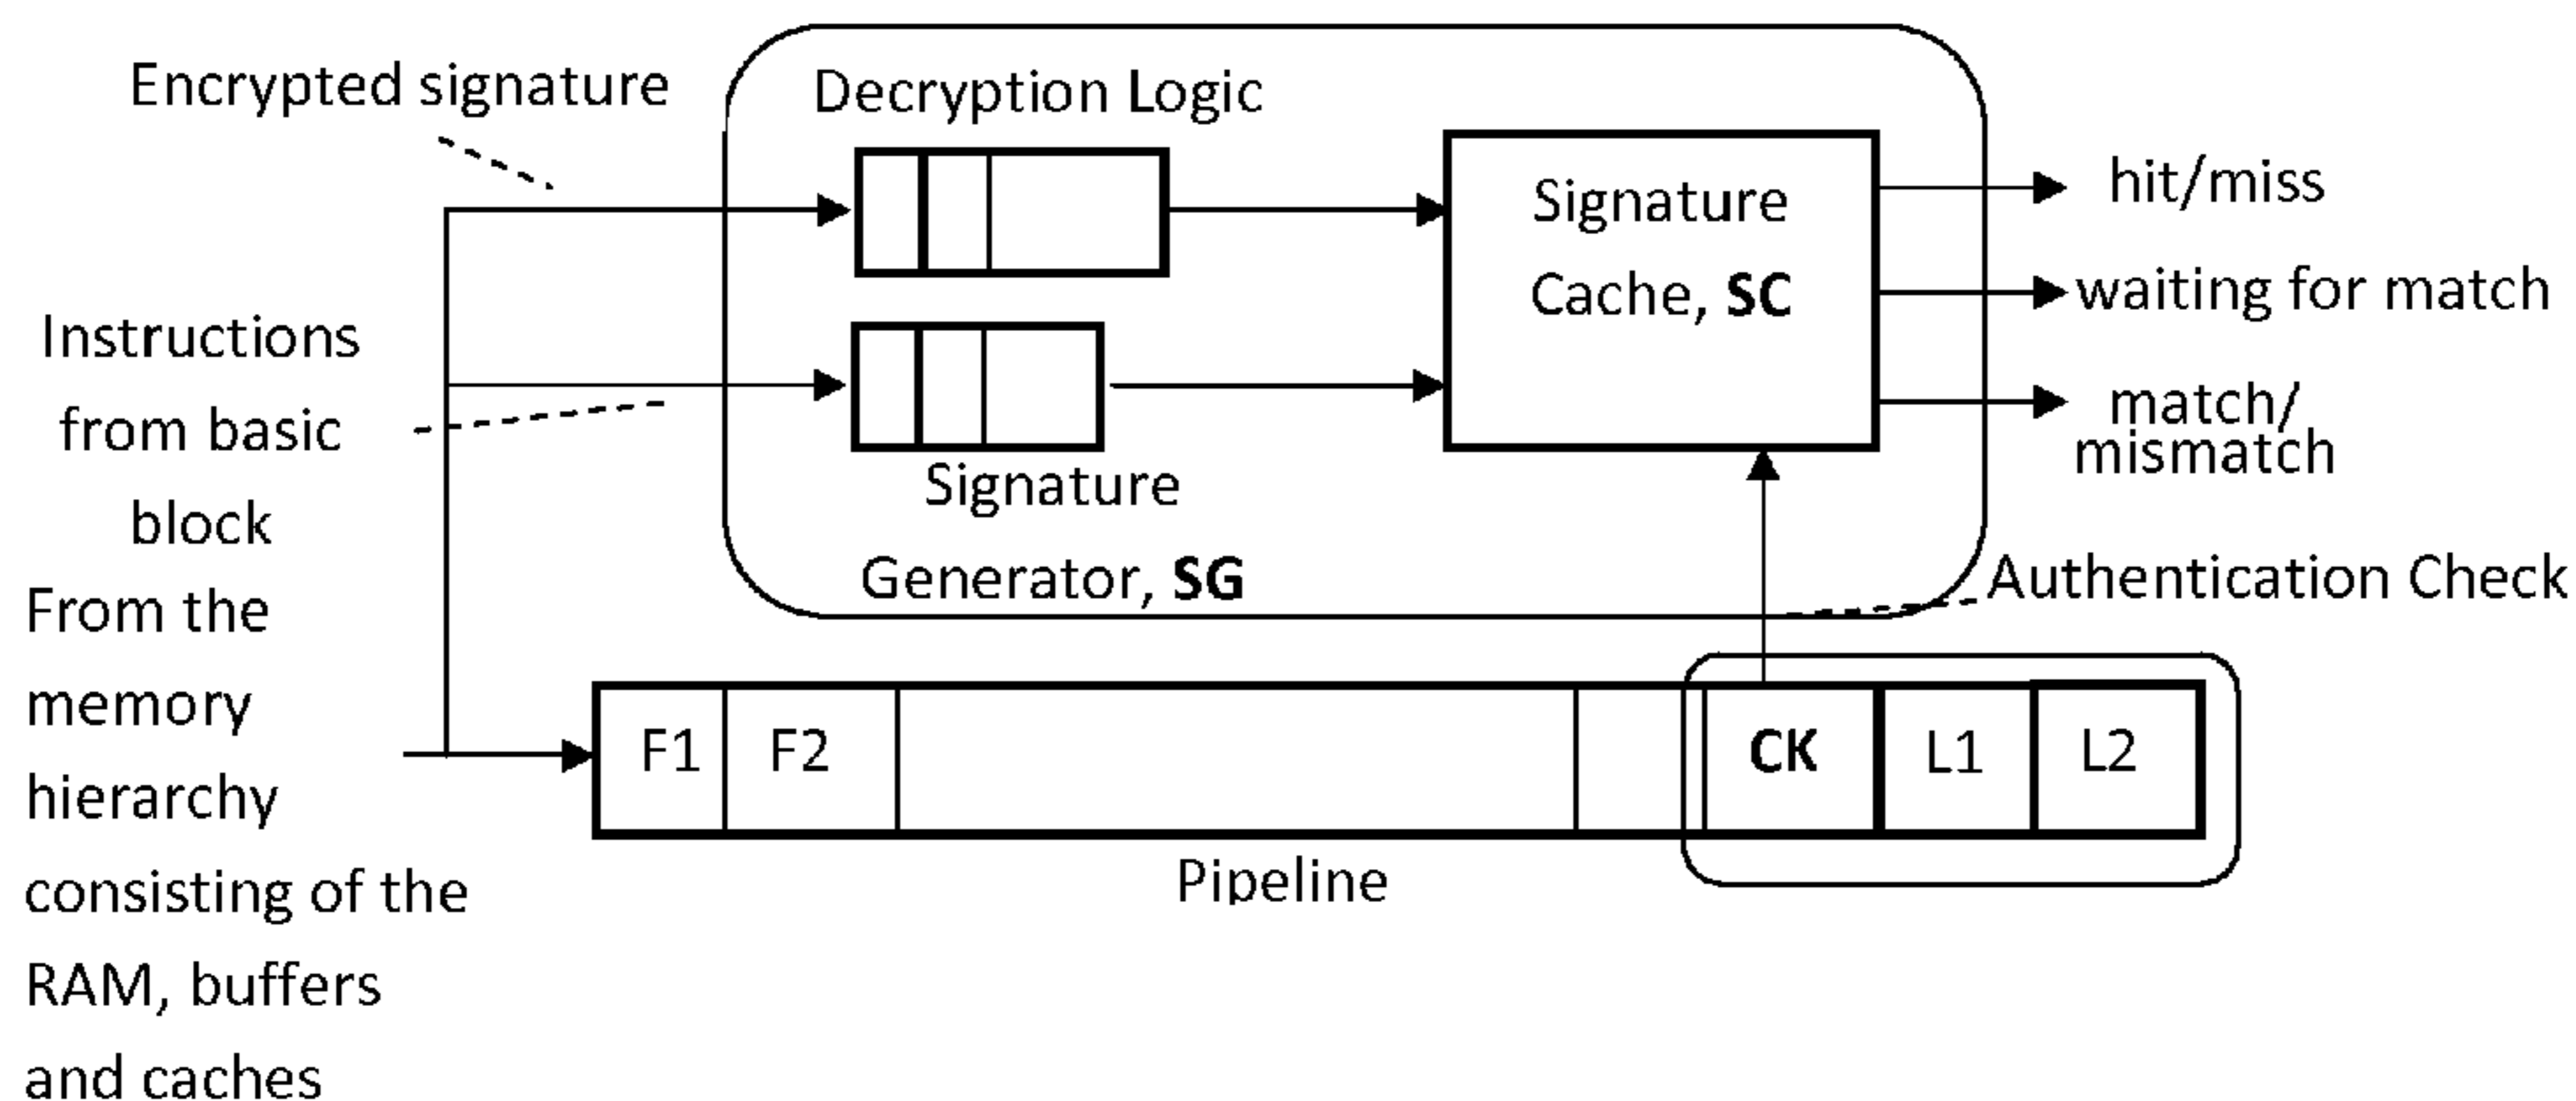 Encrypted signature
Decryption Logic
Signature
Cache, SC
hit/miss
waiting for match
match/
mismatch
Instructions
from basic
block
Signature
Generator, SG
Authentication Check
From the
memory
hierarchy
consisting of the
RAM, buffers
and caches
F1
F2
CK
L1
L2
Pipeline